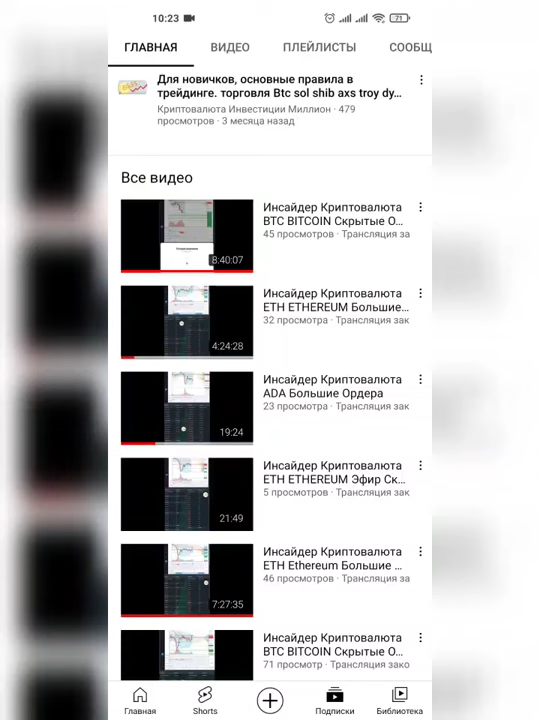 10:23
71
ГЛАВНАЯ ВИДЕО ПЛЕЙЛИСТЫ СООБЩ
Для новичков, основные правила в
трейдинге. торговля Btc sol shib axs troy dy...
Криптовалюта Инвестиции Миллион · 479
просмотров · 3 месяца назад
Все видео
Инсайдер Криптовалюта
BTC BITCOIN Скрытые О...
45 просмотров · Трансляция за
8:40:07
Инсайдер Криптовалюта
ETH ETHEREUM Большие...
32 просмотра · Трансляция зак
4:24:28
Инсайдер Криптовалюта
ADA Большие Ордера
23 просмотра · Трансляция зак
19:24
Инсайдер Криптовалюта
ETH ETHEREUM Эфир Ск...
5 просмотров · Трансляция зак
21:49
Инсайдер Криптовалюта
ETH Ethereum Большие ...
46 просмотров · Трансляция за
7:27:35
Инсайдер Криптовалюта
BTC BITCOIN Скрытые О...
71 просмотр · Трансляция зако
Главная Shorts Подписки Библиотека